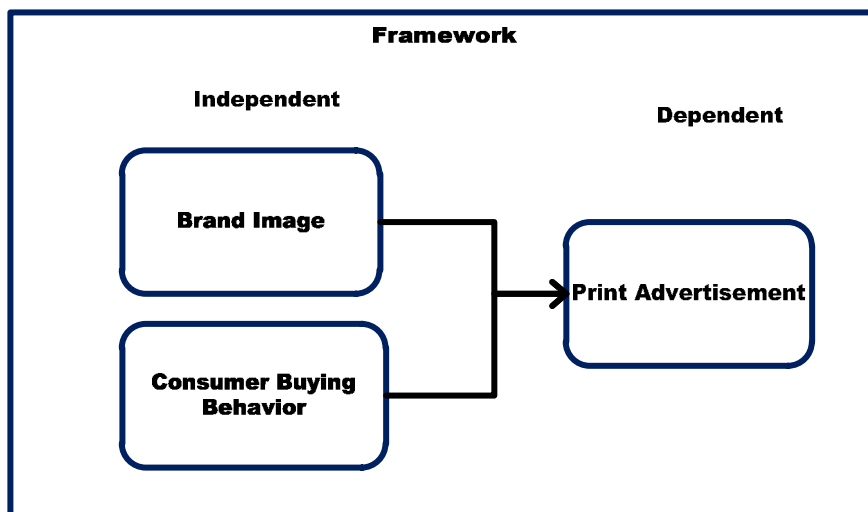 Framework
Independent
Dependent
Brand Image
Print Advertisement
Consumer Buying
Behavior